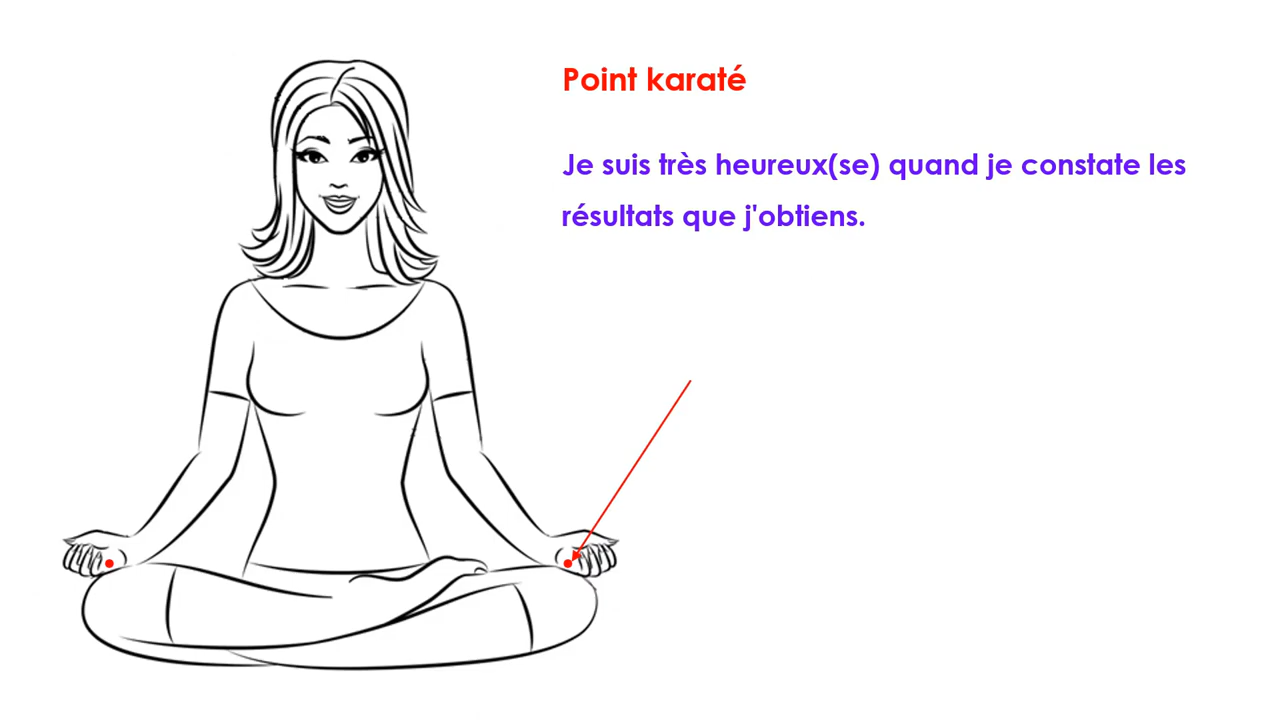 Point karaté
Je suis très heureux(se) quand je constate les
résultats que j'obtiens.